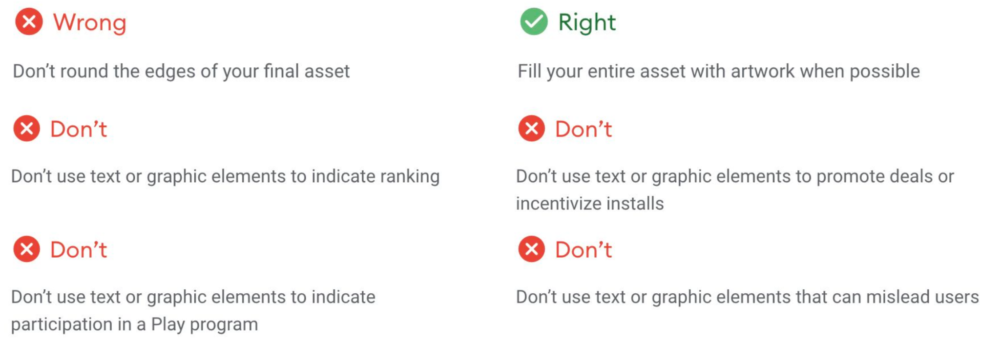 Wrong
Right
Don’t round the edges of your final asset
Fill your entire asset with artwork when possible
Don’t
Don’t
Don’t use text or graphic elements to indicate ranking
Don’t use text or graphic elements to promote deals or
incentivize installs
Don’t
Don’t
Don’t use text or graphic elements to indicate
participation in a Play program
Don’t use text or graphic elements that can mislead users